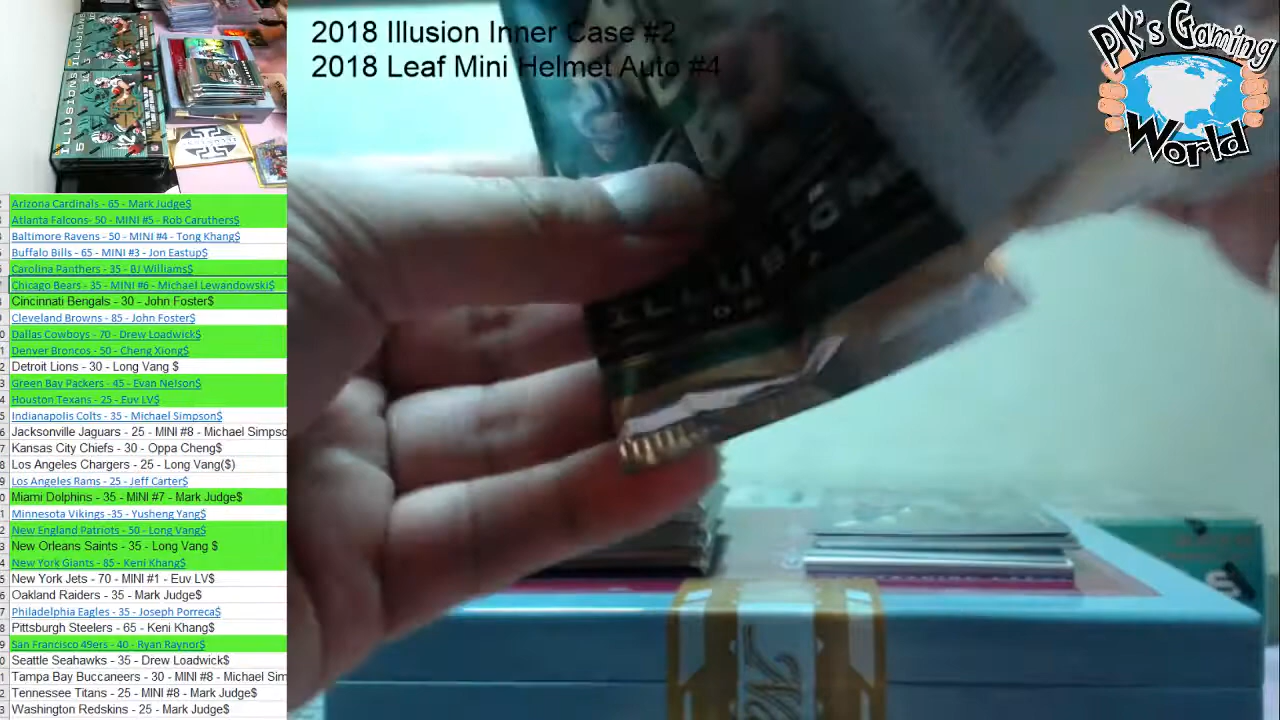 2018 Illusion Inner Case #2
2018 Leaf Mini Helmet Auto #4
PK's Gaming
World
ILLUSIONS
ILLUSIONS
ILLUSION
Arizona Cardinals - 65 - Mark Judge$
Atlanta Falcons- 50 - MINI #5 - Rob Caruthers$
Baltimore Ravens - 50 - MINI #4 - Tong Khang$
Buffalo Bills - 65 - MINI #3 - Jon Eastup$
Carolina Panthers - 35 - BJ Williams$
Chicago Bears - 35 - MINI #6 - Michael Lewandowski$
Cincinnati Bengals - 30 - John Foster$
Cleveland Browns - 85 - John Foster$
Dallas Cowboys - 70 - Drew Loadwick$
Denver Broncos - 50 - Cheng Xiong$
Detroit Lions - 30 - Long Vang $
Green Bay Packers - 45 - Evan Nelson$
Houston Texans - 25 - Euv LV$
Indianapolis Colts - 35 - Michael Simpson$
Jacksonville Jaguars - 25 - MINI #8 - Michael Simpso
Kansas City Chiefs - 30 - Oppa Cheng$
Los Angeles Chargers - 25 - Long Vang($)
Los Angeles Rams - 25 - Jeff Carter$
Miami Dolphins - 35 - MINI #7 - Mark Judge$
Minnesota Vikings -35 - Yusheng Yang$
New England Patriots - 50 - Long Vang$
New Orleans Saints - 35 - Long Vang $
New York Giants - 85 - Keni Khang$
New York Jets - 70 - MINI #1 - Euv LV$
Oakland Raiders - 35 - Mark Judge$
Philadelphia Eagles - 35 - Joseph Porreca$
Pittsburgh Steelers - 65 - Keni Khang$
San Francisco 49ers - 40 - Ryan Raynor$
Seattle Seahawks - 35 - Drew Loadwick$
Tampa Bay Buccaneers - 30 - MINI #8 - Michael Sim
Tennessee Titans - 25 - MINI #8 - Mark Judge$
Washington Redskins - 25 - Mark Judge$